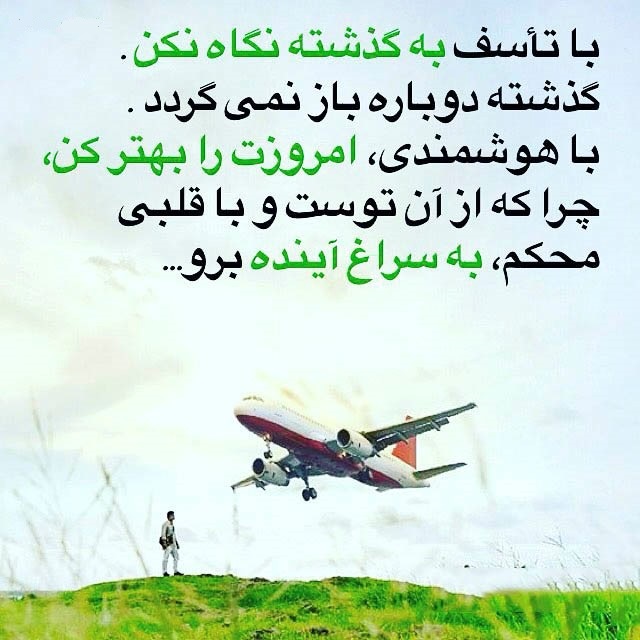 با تأسف به گذشته نگاه نکن .
گذشته دوباره باز نمی گردد .
با هوشمندی، امروزت را بهتر کن،
چرا که از آن توست و با قلبی
محکم، به سراغ آینده برو...